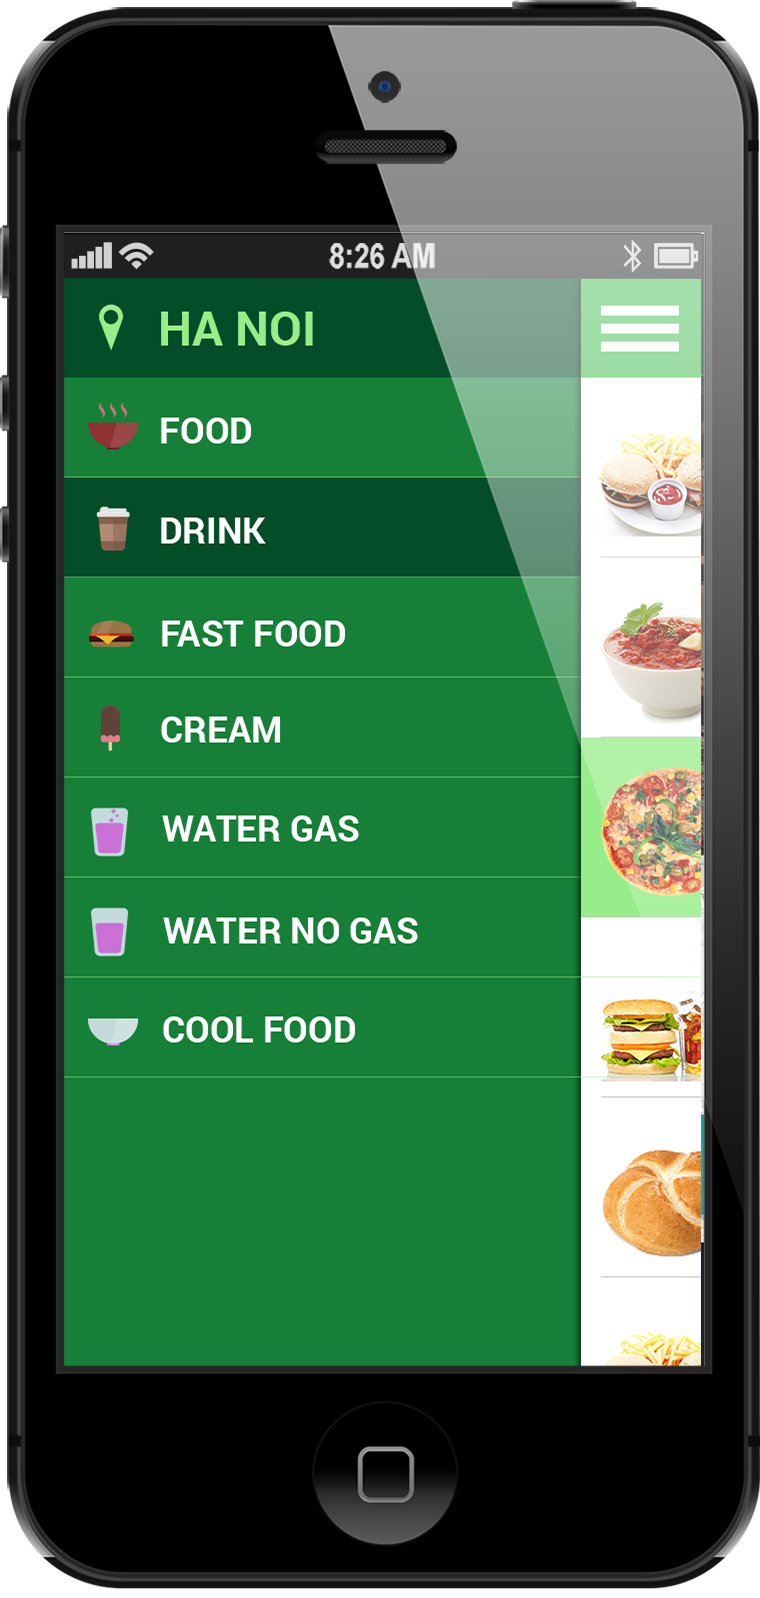 8:26 AM
HA NOI
FOOD
DRINK
FAST FOOD
CREAM
WATER GAS
WATER NO GAS
COOL FOOD